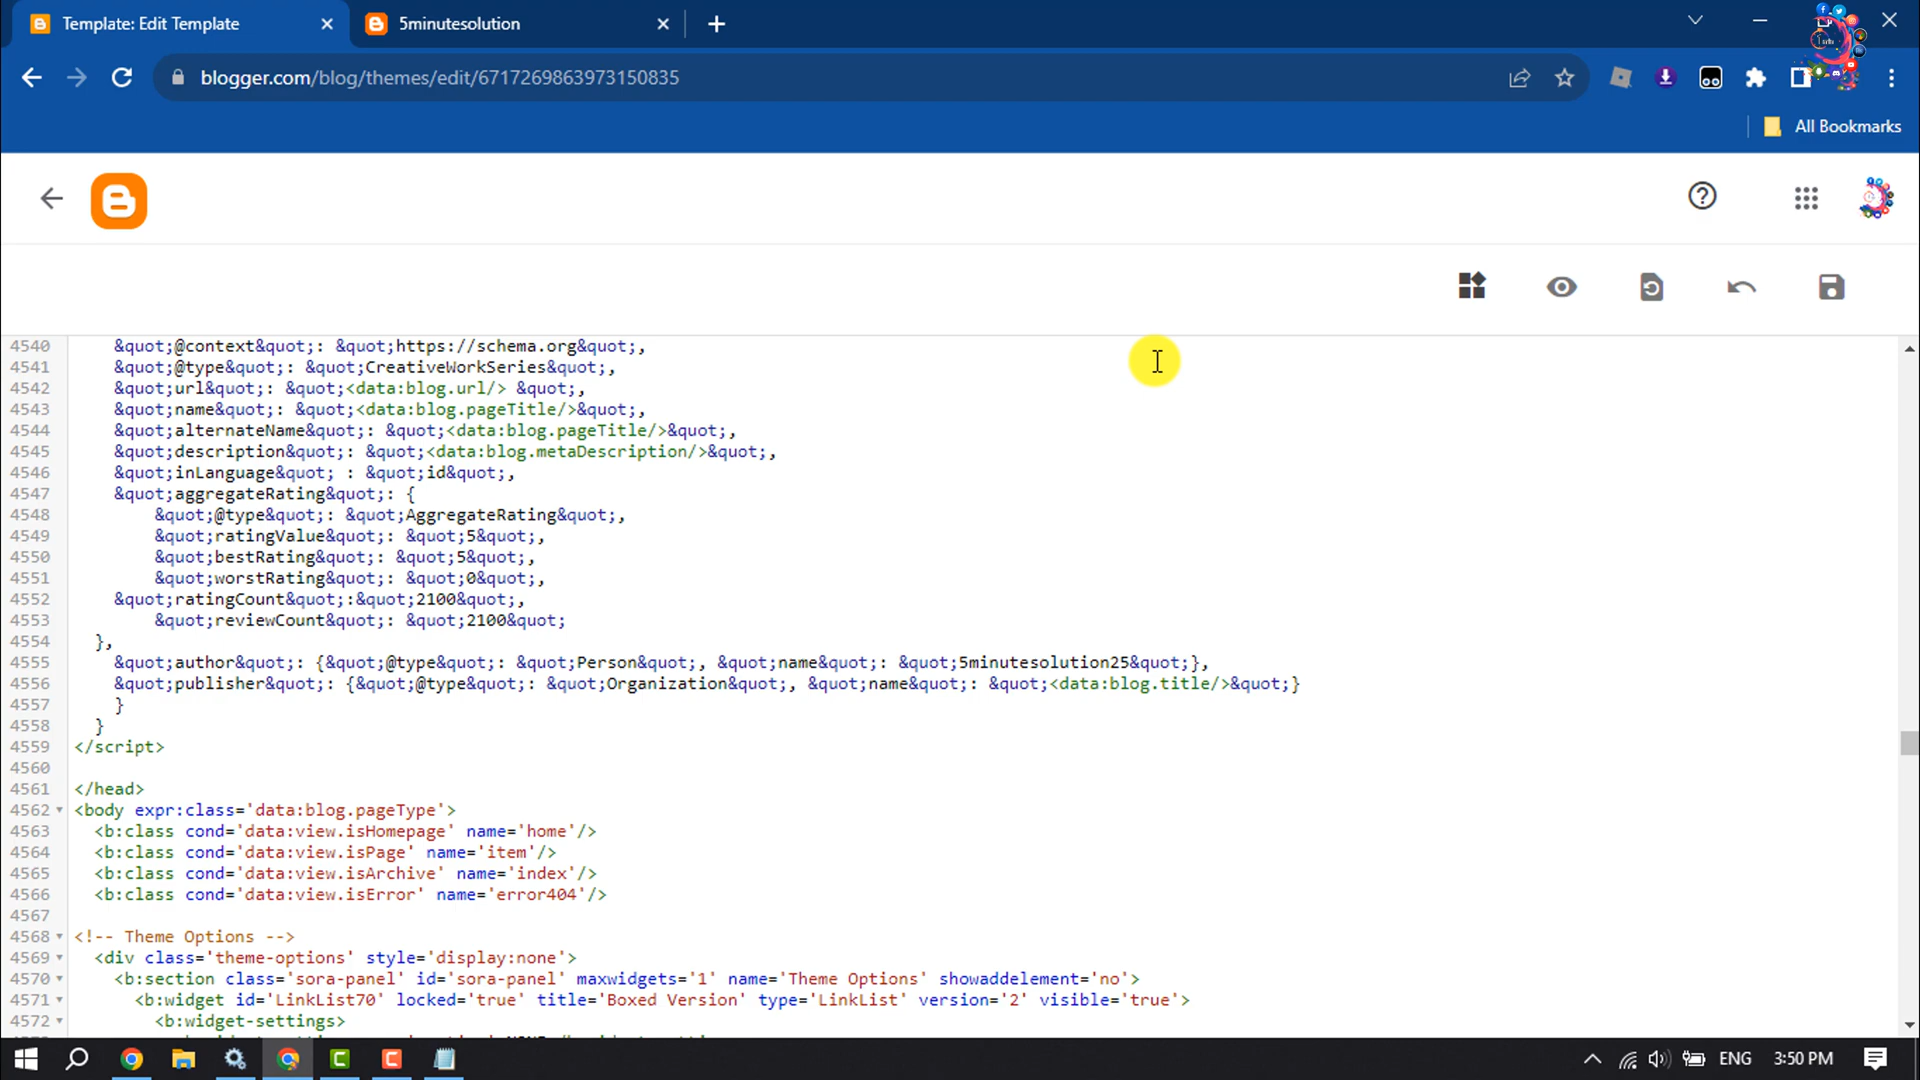 Template: Edit Template
5minutesolution
blogger.com/blog/themes/edit/6717269863973150835
All Bookmarks
4540 &quot;@context&quot;: &quot;https://schema.org&quot;,
4541 &quot;@type&quot;: &quot;CreativeWorkSeries&quot;,
4542 &quot;url&quot;: &quot;<data:blog.url/> &quot;,
4543 &quot;name&quot;: &quot;<data:blog.pageTitle/>&quot;,
4544 &quot;alternateName&quot;: &quot;<data:blog.pageTitle/>&quot;,
4545 &quot;description&quot;: &quot;<data:blog.metaDescription/>&quot;,
4546 &quot;inLanguage&quot; : &quot;id&quot;,
4547 &quot;aggregateRating&quot;: {
4548 &quot;@type&quot;: &quot;AggregateRating&quot;,
4549 &quot;ratingValue&quot;: &quot;5&quot;,
4550 &quot;bestRating&quot;: &quot;5&quot;,
4551 &quot;worstRating&quot;: &quot;0&quot;,
4552 &quot;ratingCount&quot;:&quot;2100&quot;,
4553 &quot;reviewCount&quot;: &quot;2100&quot;
4554 },
4555 &quot;author&quot;: {&quot;@type&quot;: &quot;Person&quot;, &quot;name&quot;: &quot;5minutesolution25&quot;},
4556 &quot;publisher&quot;: {&quot;@type&quot;: &quot;Organization&quot;, &quot;name&quot;: &quot;<data:blog.title/>&quot;}
4557 }
4558 }
4559 </script>
4560
4561 </head>
4562 <body expr:class='data:blog.pageType'>
4563 <b:class cond='data:view.isHomepage' name='home'/>
4564 <b:class cond='data:view.isPage' name='item'/>
4565 <b:class cond='data:view.isArchive' name='index'/>
4566 <b:class cond='data:view.isError' name='error404'/>
4567
4568 <!-- Theme Options -->
4569 <div class='theme-options' style='display:none'>
4570 <b:section class='sora-panel' id='sora-panel' maxwidgets='1' name='Theme Options' showaddelement='no'>
4571 <b:widget id='LinkList70' locked='true' title='Boxed Version' type='LinkList' version='2' visible='true'>
4572 <b:widget-settings>
ENG
3:50 PM